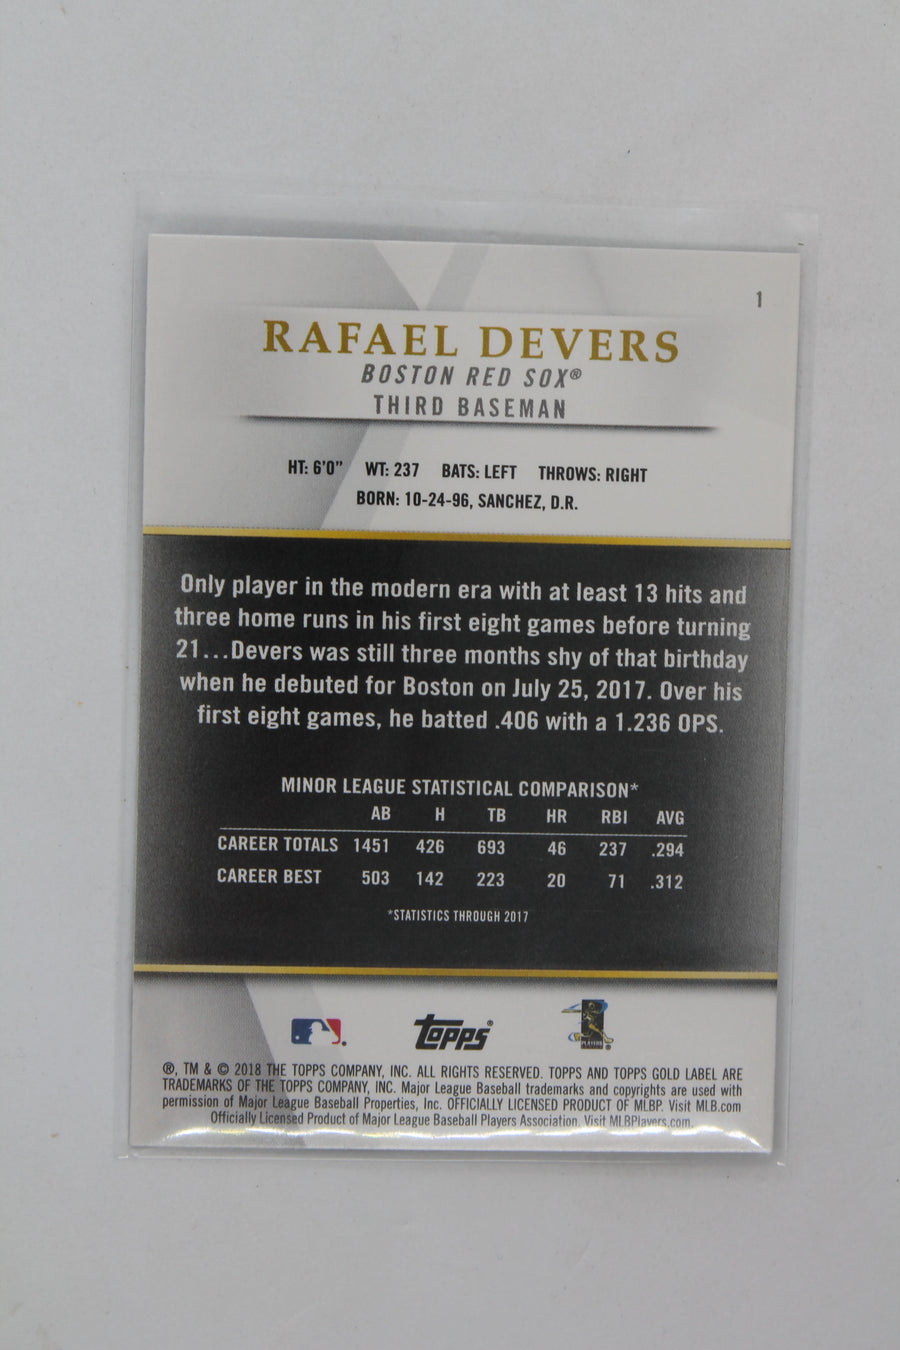 1
RAFAEL DEVERS
BOSTON RED SOX®
THIRD BASEMAN
HT: 6'0" WT: 237 BATS: LEFT THROWS: RIGHT
BORN: 10-24-96, SANCHEZ, D.R.
Only player in the modern era with at least 13 hits and
three home runs in his first eight games before turning
21...Devers was still three months shy of that birthday
when he debuted for Boston on July 25, 2017. Over his
first eight games, he batted .406 with a 1.236 OPS.
MINOR LEAGUE STATISTICAL COMPARISON*
AB H TB HR RBI AVG
CAREER TOTALS 1451 426 693 46 237 .294
CAREER BEST 503 142 223 20 71 .312
*STATISTICS THROUGH 2017
Topps®
PLAYERS
®, TM & © 2018 THE TOPPS COMPANY, INC. ALL RIGHTS RESERVED. TOPPS AND TOPPS GOLD LABEL ARE
TRADEMARKS OF THE TOPPS COMPANY, INC. Major League Baseball trademarks and copyrights are used with
permission of Major League Baseball Properties, Inc. OFFICIALLY LICENSED PRODUCT OF MLBP. Visit MLB.com
Officially Licensed Product of Major League Baseball Players Association. Visit MLBPlayers.com.